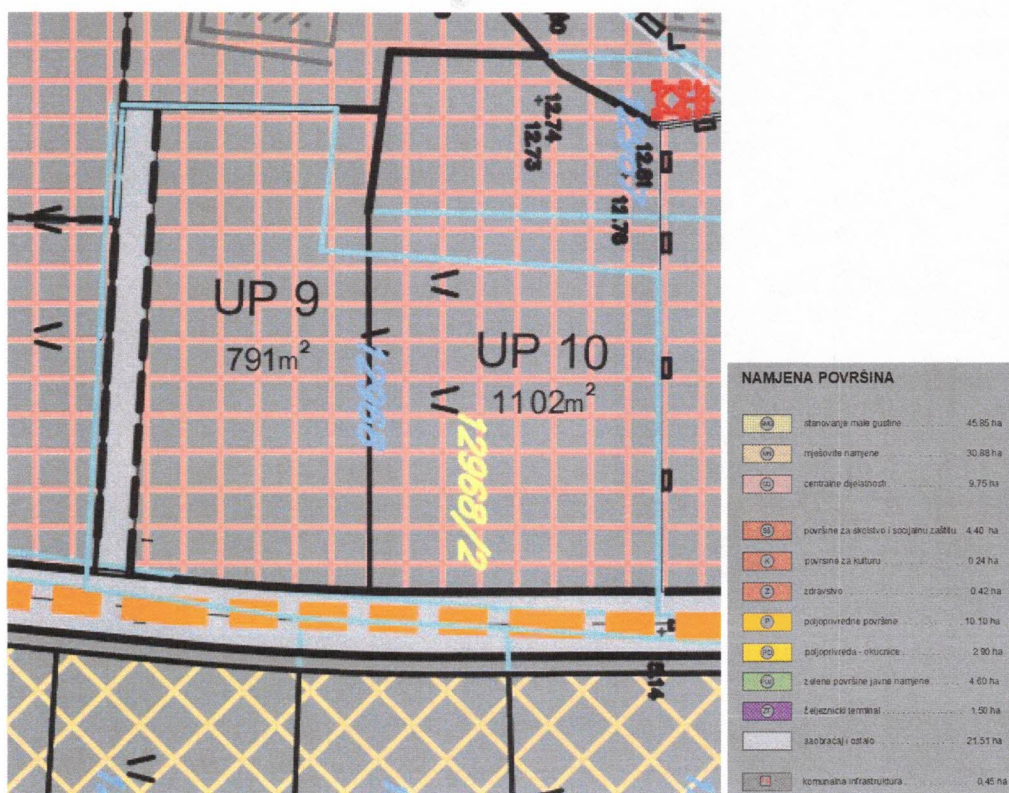 12.74
12.73
12.81
12.78
UP 9
791m²
UP 10
1102m²
12968
12968/2
8.14
NAMJENA POVRŠINA
stanovanje male gustine 45.85 ha
mješovite namjene 30.88 ha
centralne djelatnosti 9.75 ha
površine za školstvo i socijalnu zaštitu 4.40 ha
površine za kulturu 0.24 ha
Z zdravstvo 0.42 ha
P poljoprivredne površine 10.10 ha
poljoprivreda - okućnice 2.90 ha
zelene površine javne namjene 4.60 ha
željeznički terminal 1.50 ha
saobraćaj i ostalo 21.51 ha
komunalna infrastruktura 0,45 ha